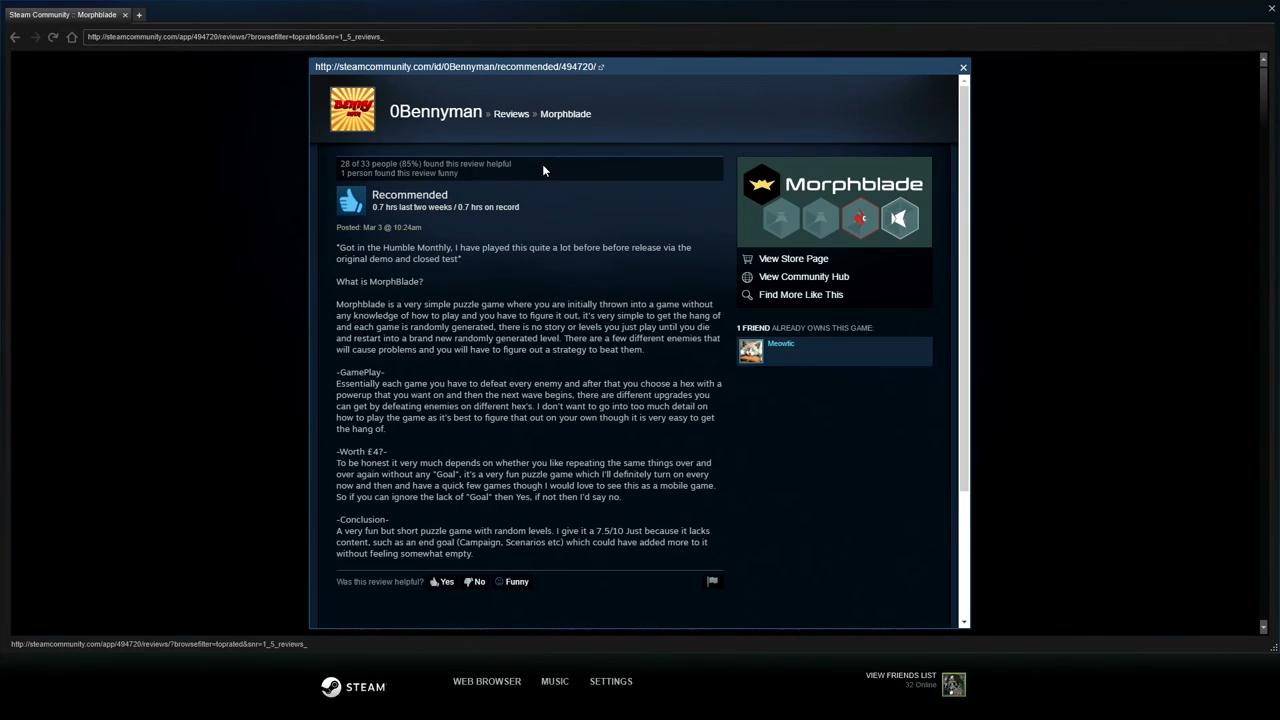 Steam Community :: Morphblade
http://steamcommunity.com/app/494720/reviews/?browsefilter=toprated&snr=1_5_reviews_
http://steamcommunity.com/id/0Bennyman/recommended/494720/
BENNY
0Bennyman » Reviews » Morphblade
28 of 33 people (85%) found this review helpful
1 person found this review funny
Recommended
0.7 hrs last two weeks / 0.7 hrs on record
Posted: Mar 3 @ 10:24am
*Got in the Humble Monthly, I have played this quite a lot before before release via the
original demo and closed test*
What is MorphBlade?
Morphblade is a very simple puzzle game where you are initially thrown into a game without
any knowledge of how to play and you have to figure it out, it's very simple to get the hang of
and each game is randomly generated, there is no story or levels you just play until you die
and restart into a brand new randomly generated level. There are a few different enemies that
will cause problems and you will have to figure out a strategy to beat them.
-GamePlay-
Essentially each game you have to defeat every enemy and after that you choose a hex with a
powerup that you want on and then the next wave begins, there are different upgrades you
can get by defeating enemies on different hex's. I don't want to go into too much detail on
how to play the game as it's best to figure that out on your own though it is very easy to get
the hang of.
-Worth £4?-
To be honest it very much depends on whether you like repeating the same things over and
over again without any "Goal", it's a very fun puzzle game which I'll definitely turn on every
now and then and have a quick few games though I would love to see this as a mobile game.
So if you can ignore the lack of "Goal" then Yes, if not then I'd say no.
-Conclusion-
A very fun but short puzzle game with random levels. I give it a 7.5/10 Just because it lacks
content, such as an end goal (Campaign, Scenarios etc) which could have added more to it
without feeling somewhat empty.
Was this review helpful? Yes No Funny
Morphblade
View Store Page
View Community Hub
Find More Like This
1 FRIEND ALREADY OWNS THIS GAME:
Meowtic
http://steamcommunity.com/app/494720/reviews/?browsefilter=toprated&snr=1_5_reviews_
STEAM
WEB BROWSER MUSIC SETTINGS
VIEW FRIENDS LIST
32 Online